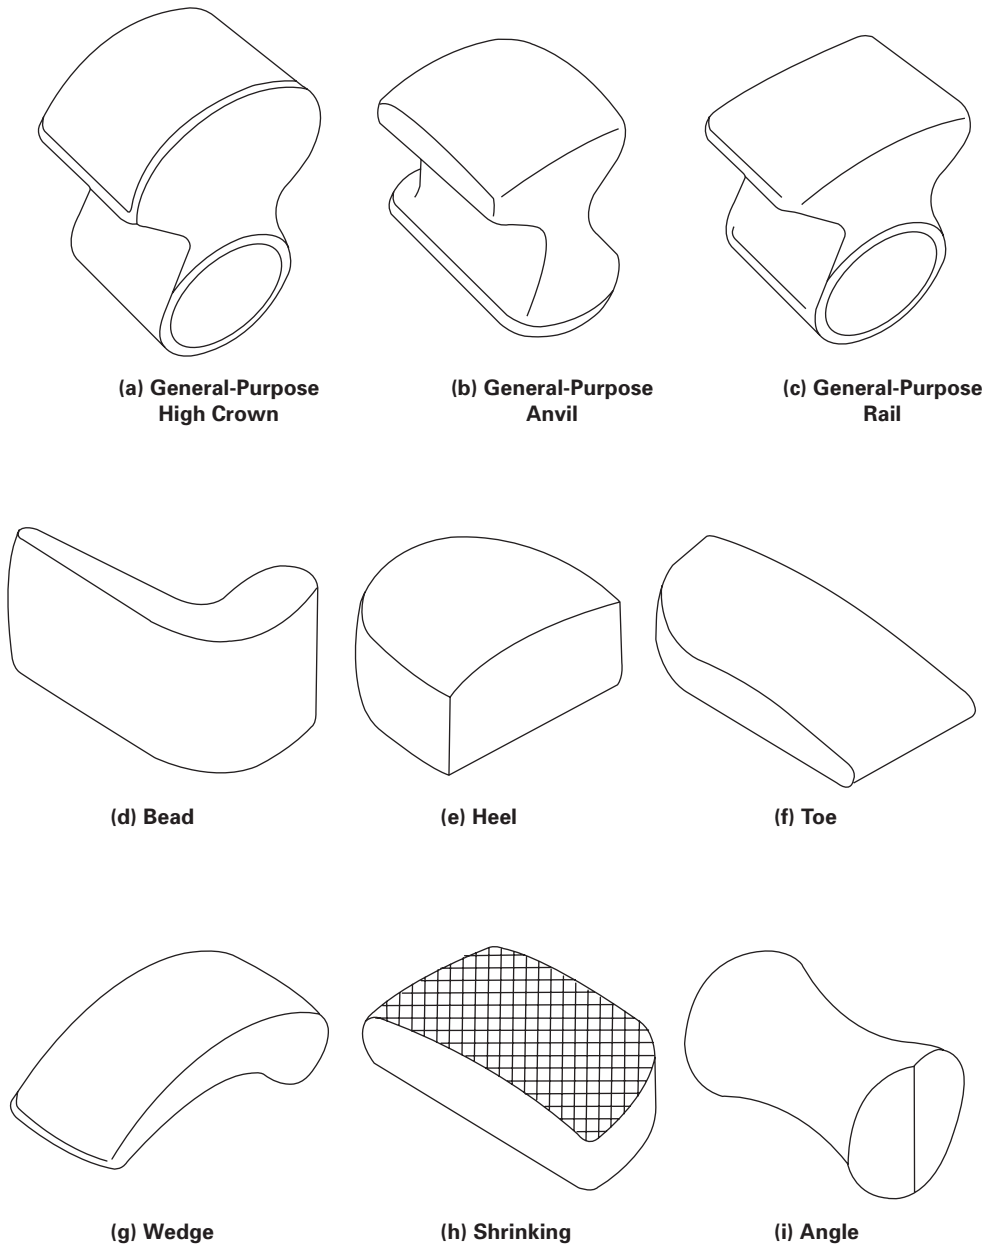 (a) General-Purpose
High Crown
(b) General-Purpose
Anvil
(c) General-Purpose
Rail
(d) Bead
(e) Heel
(f) Toe
(g) Wedge
(h) Shrinking
(i) Angle